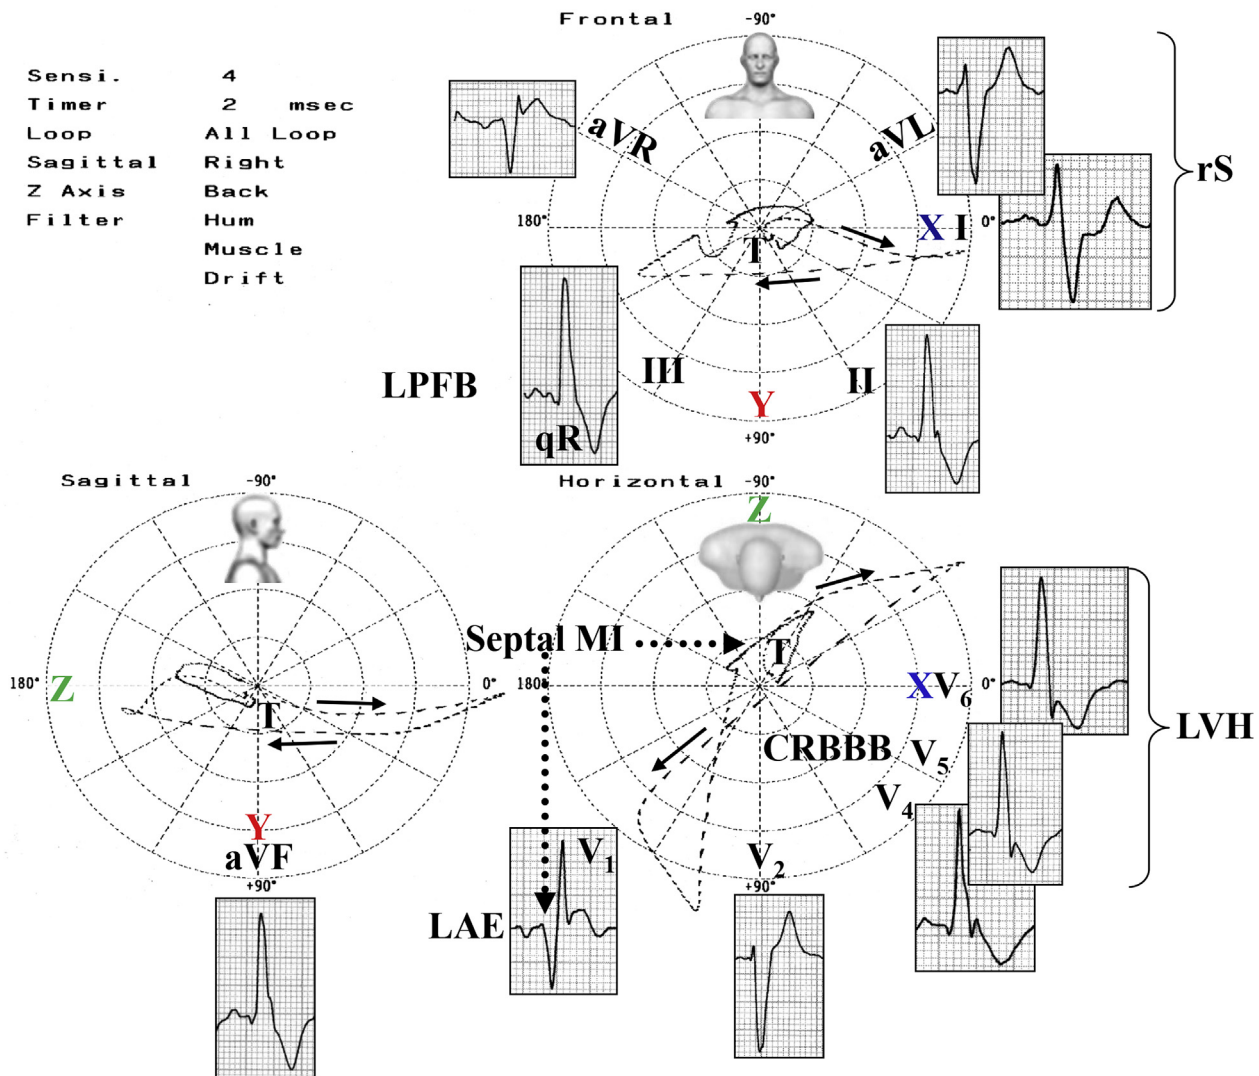 Frontal
-90°
Sensi. 4
Timer 2 msec
Loop All Loop
Sagittal Right
Z Axis Back
Filter Hum
Muscle
Drift
aVR
aVL
rS
180°
X I
0°
T
LPFB
III
II
qR
Y
+90°
Sagittal
-90°
Horizontal
-90°
Z
Septal MI
T
180°
Z
0°
180°
X V6
0°
T
LVH
CRBBB
V5
V4
Y
aVF
+90°
V1
V2
+90°
LAE